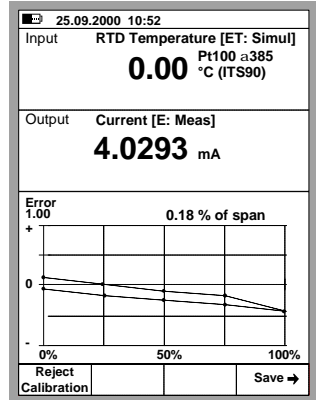 25.09.2000 10:52
Input RTD Temperature [ET: Simul]
0.00 Pt100 a385
°C (ITS90)
Output Current [E: Meas]
4.0293 mA
Error
1.00 0.18 % of span
+
0
-
0% 50% 100%
Reject
Calibration
Save →